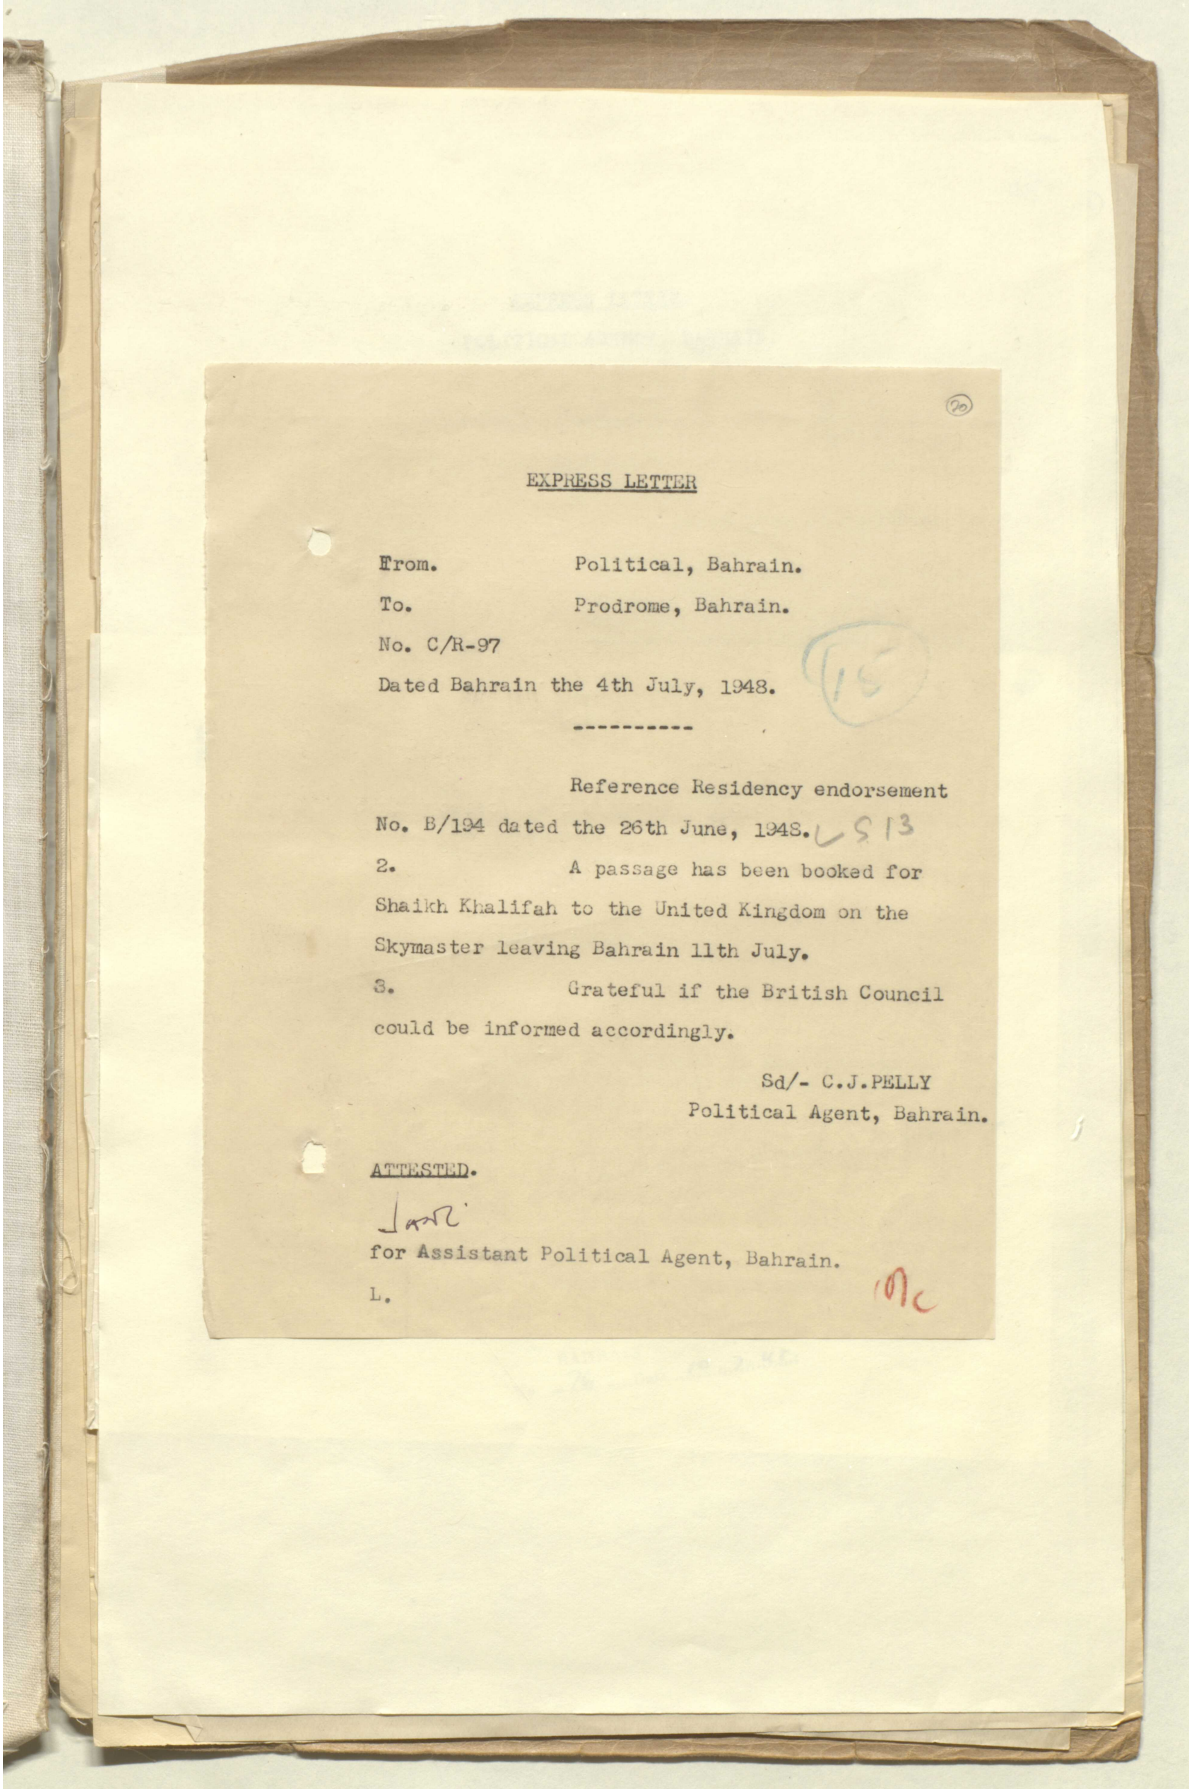 20
EXPRESS LETTER
From. Political, Bahrain.
To. Prodrome, Bahrain.
No. C/R-97
15
Dated Bahrain the 4th July, 1948.
----------
Reference Residency endorsement
No. B/194 dated the 26th June, 1948. S 13
2. A passage has been booked for
Shaikh Khalifah to the United Kingdom on the
Skymaster leaving Bahrain 11th July.
3. Grateful if the British Council
could be informed accordingly.
Sd/- C.J.PELLY
Political Agent, Bahrain.
ATTESTED.
for Assistant Political Agent, Bahrain.
L.